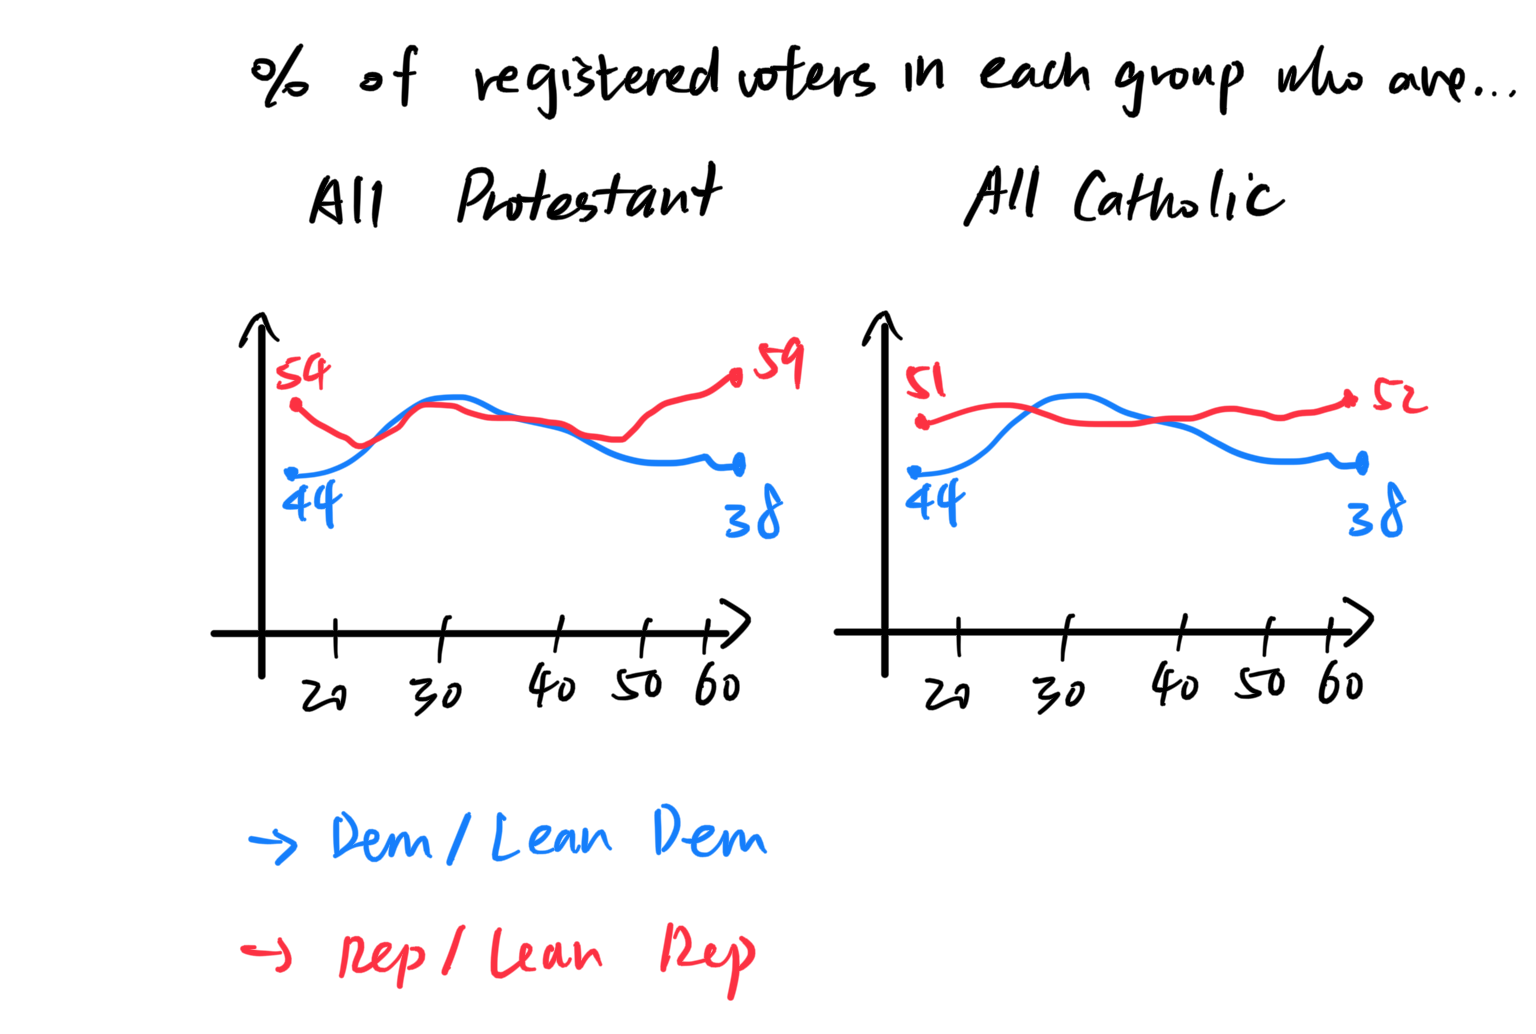 % of registered voters in each group who are...
All Protestant
All Catholic
54
59
44
38
20 30 40 50 60
51
52
44
38
20 30 40 50 60
→ Dem / Lean Dem
→ Rep / Lean Rep